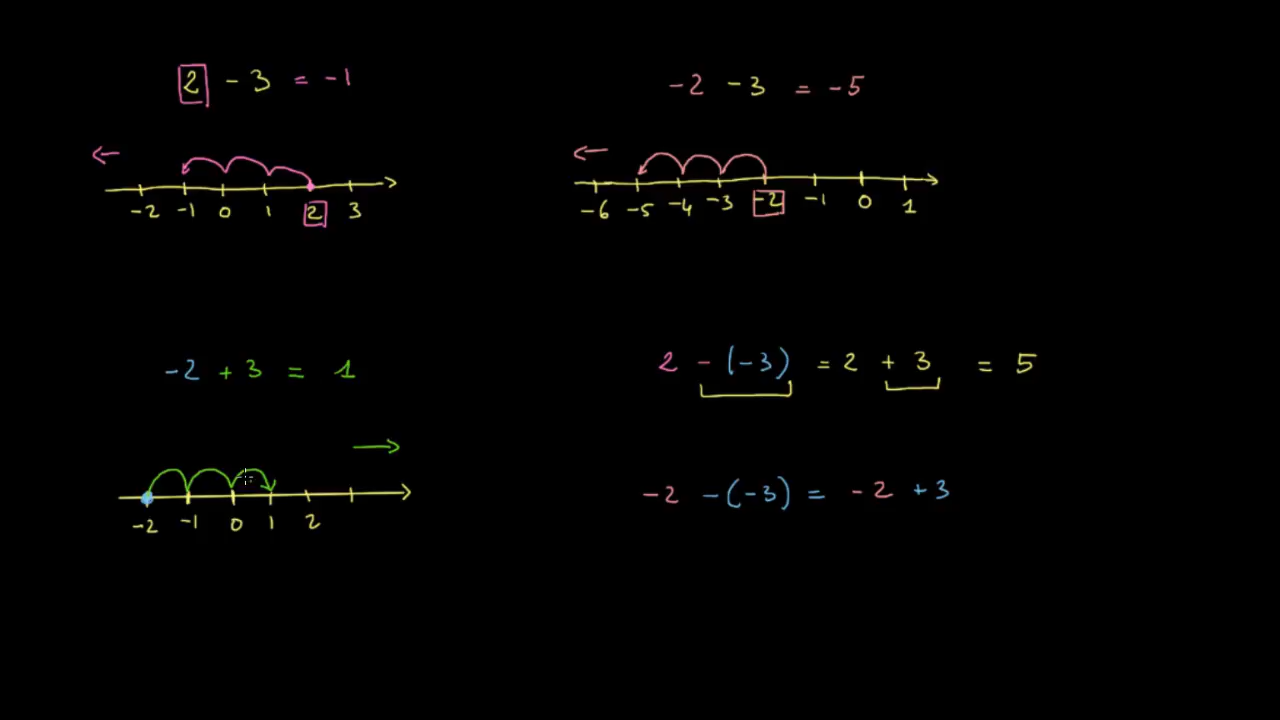 2 - 3 = -1
-2 -1 0 1 2 3
-2 -3 = -5
-6 -5 -4 -3 -2 -1 0 1
-2 + 3 = 1
-2 -1 0 1 2
2 - (-3) = 2 + 3 = 5
-2 - (-3) = -2 + 3